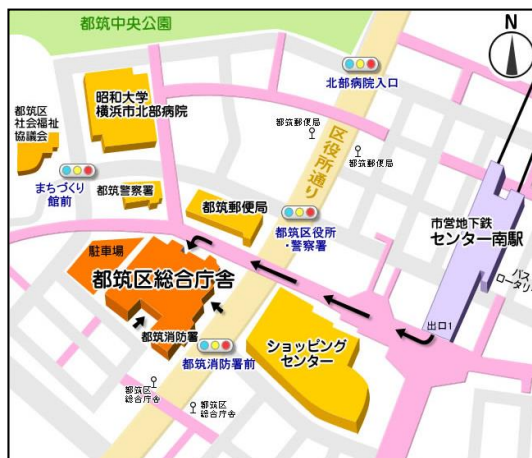 都筑中央公園
N
昭和大学
横浜市北部病院
北部病院入口
都筑区
社会福祉
協議会
都筑郵便局
都筑郵便局
区役所通り
まちづくり
館前
都筑警察署
都筑郵便局
都筑区役所
・警察署
市営地下鉄
センター南駅
バス
ロータリ
駐車場
都筑区総合庁舎
出口1
都筑消防署
都筑消防署前
ショッピング
センター
都筑区
総合庁舎
都筑区
総合庁舎